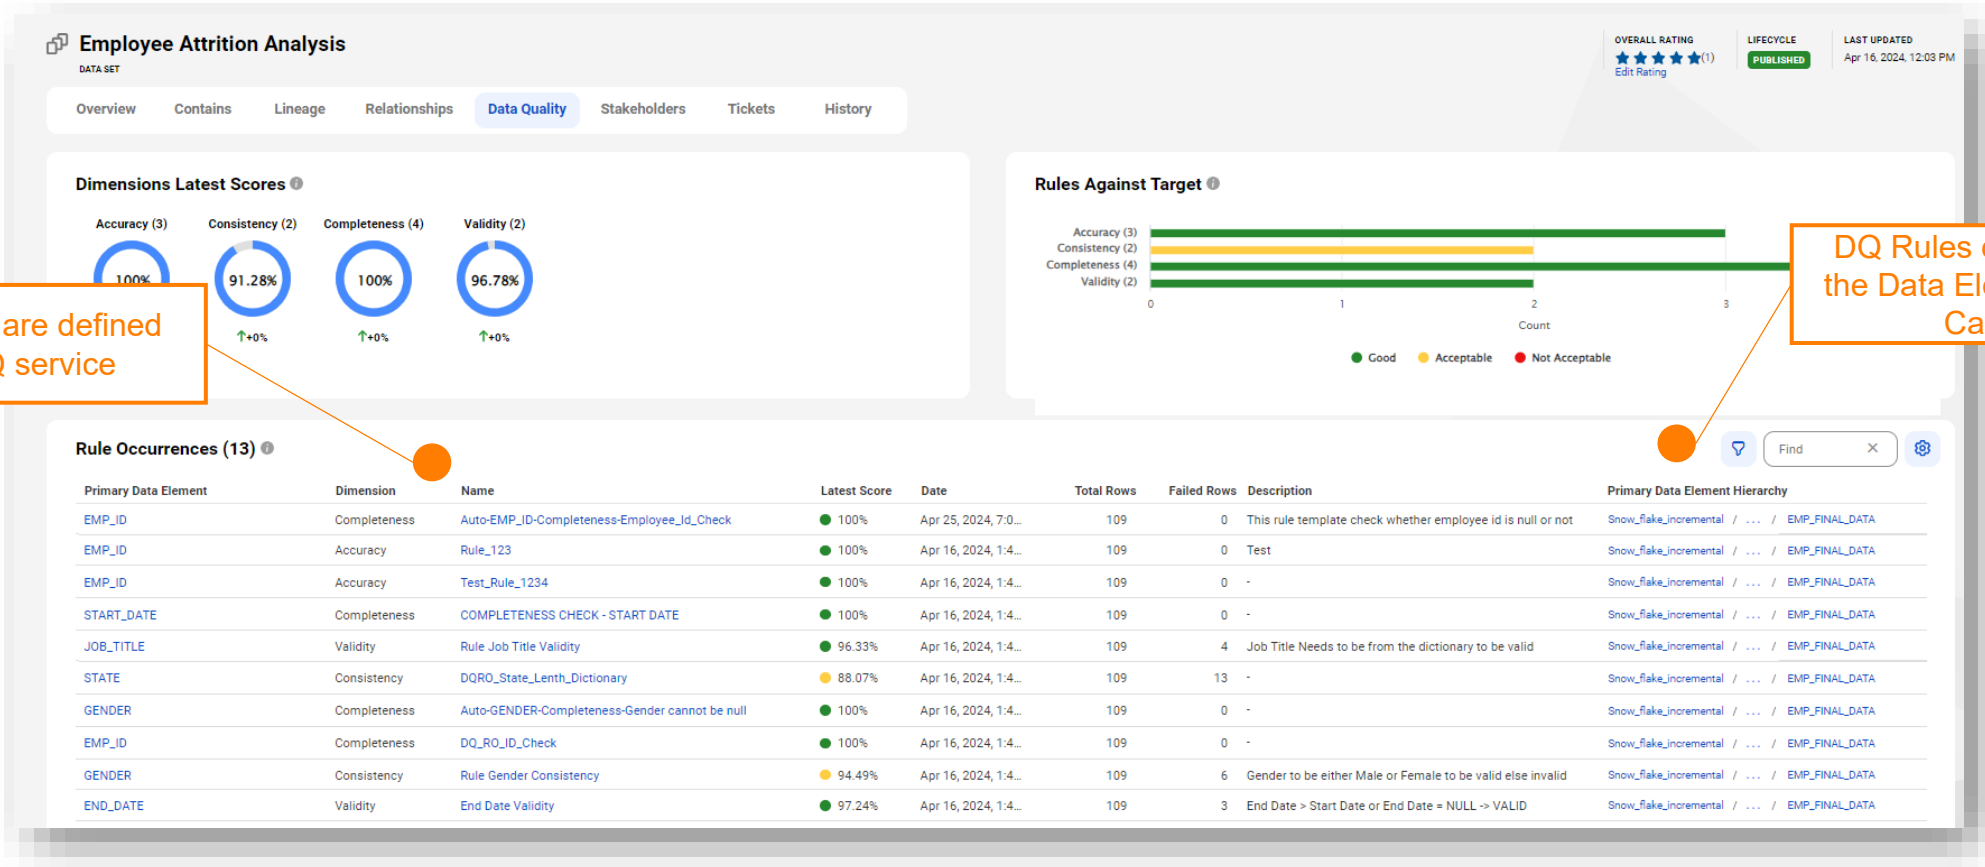 Employee Attrition Analysis
DATA SET
OVERALL RATING
(1)
Edit Rating
LIFECYCLE
PUBLISHED
LAST UPDATED
Apr 16, 2024, 12:03 PM
Overview Contains Lineage Relationships Data Quality Stakeholders Tickets History
Dimensions Latest Scores
Accuracy (3) Consistency (2) Completeness (4) Validity (2)
100% 91.28% 100% 96.78%
+0% +0% +0%
are defined
service
Rules Against Target
Accuracy (3)
Consistency (2)
Completeness (4)
Validity (2)
0 1 2 3
Count
Good Acceptable Not Acceptable
DQ Rules
the Data
Rule Occurrences (13)
Find
Primary Data Element Dimension Name Latest Score Date Total Rows Failed Rows Description Primary Data Element Hierarchy
EMP_ID Completeness Auto-EMP_ID-Completeness-Employee_Id_Check 100% Apr 25, 2024, 7:0... 109 0 This rule template check whether employee id is null or not Snow_flake_incremental / ... / EMP_FINAL_DATA
EMP_ID Accuracy Rule_123 100% Apr 16, 2024, 1:4... 109 0 Test Snow_flake_incremental / ... / EMP_FINAL_DATA
EMP_ID Accuracy Test_Rule_1234 100% Apr 16, 2024, 1:4... 109 0 - Snow_flake_incremental / ... / EMP_FINAL_DATA
START_DATE Completeness COMPLETENESS CHECK - START DATE 100% Apr 16, 2024, 1:4... 109 0 - Snow_flake_incremental / ... / EMP_FINAL_DATA
JOB_TITLE Validity Rule Job Title Validity 96.33% Apr 16, 2024, 1:4... 109 4 Job Title Needs to be from the dictionary to be valid Snow_flake_incremental / ... / EMP_FINAL_DATA
STATE Consistency DQRO_State_Lenth_Dictionary 88.07% Apr 16, 2024, 1:4... 109 13 - Snow_flake_incremental / ... / EMP_FINAL_DATA
GENDER Completeness Auto-GENDER-Completeness-Gender cannot be null 100% Apr 16, 2024, 1:4... 109 0 - Snow_flake_incremental / ... / EMP_FINAL_DATA
EMP_ID Completeness DQ_RO_ID_Check 100% Apr 16, 2024, 1:4... 109 0 - Snow_flake_incremental / ... / EMP_FINAL_DATA
GENDER Consistency Rule Gender Consistency 94.49% Apr 16, 2024, 1:4... 109 6 Gender to be either Male or Female to be valid else invalid Snow_flake_incremental / ... / EMP_FINAL_DATA
END_DATE Validity End Date Validity 97.24% Apr 16, 2024, 1:4... 109 3 End Date > Start Date or End Date = NULL -> VALID Snow_flake_incremental / ... / EMP_FINAL_DATA